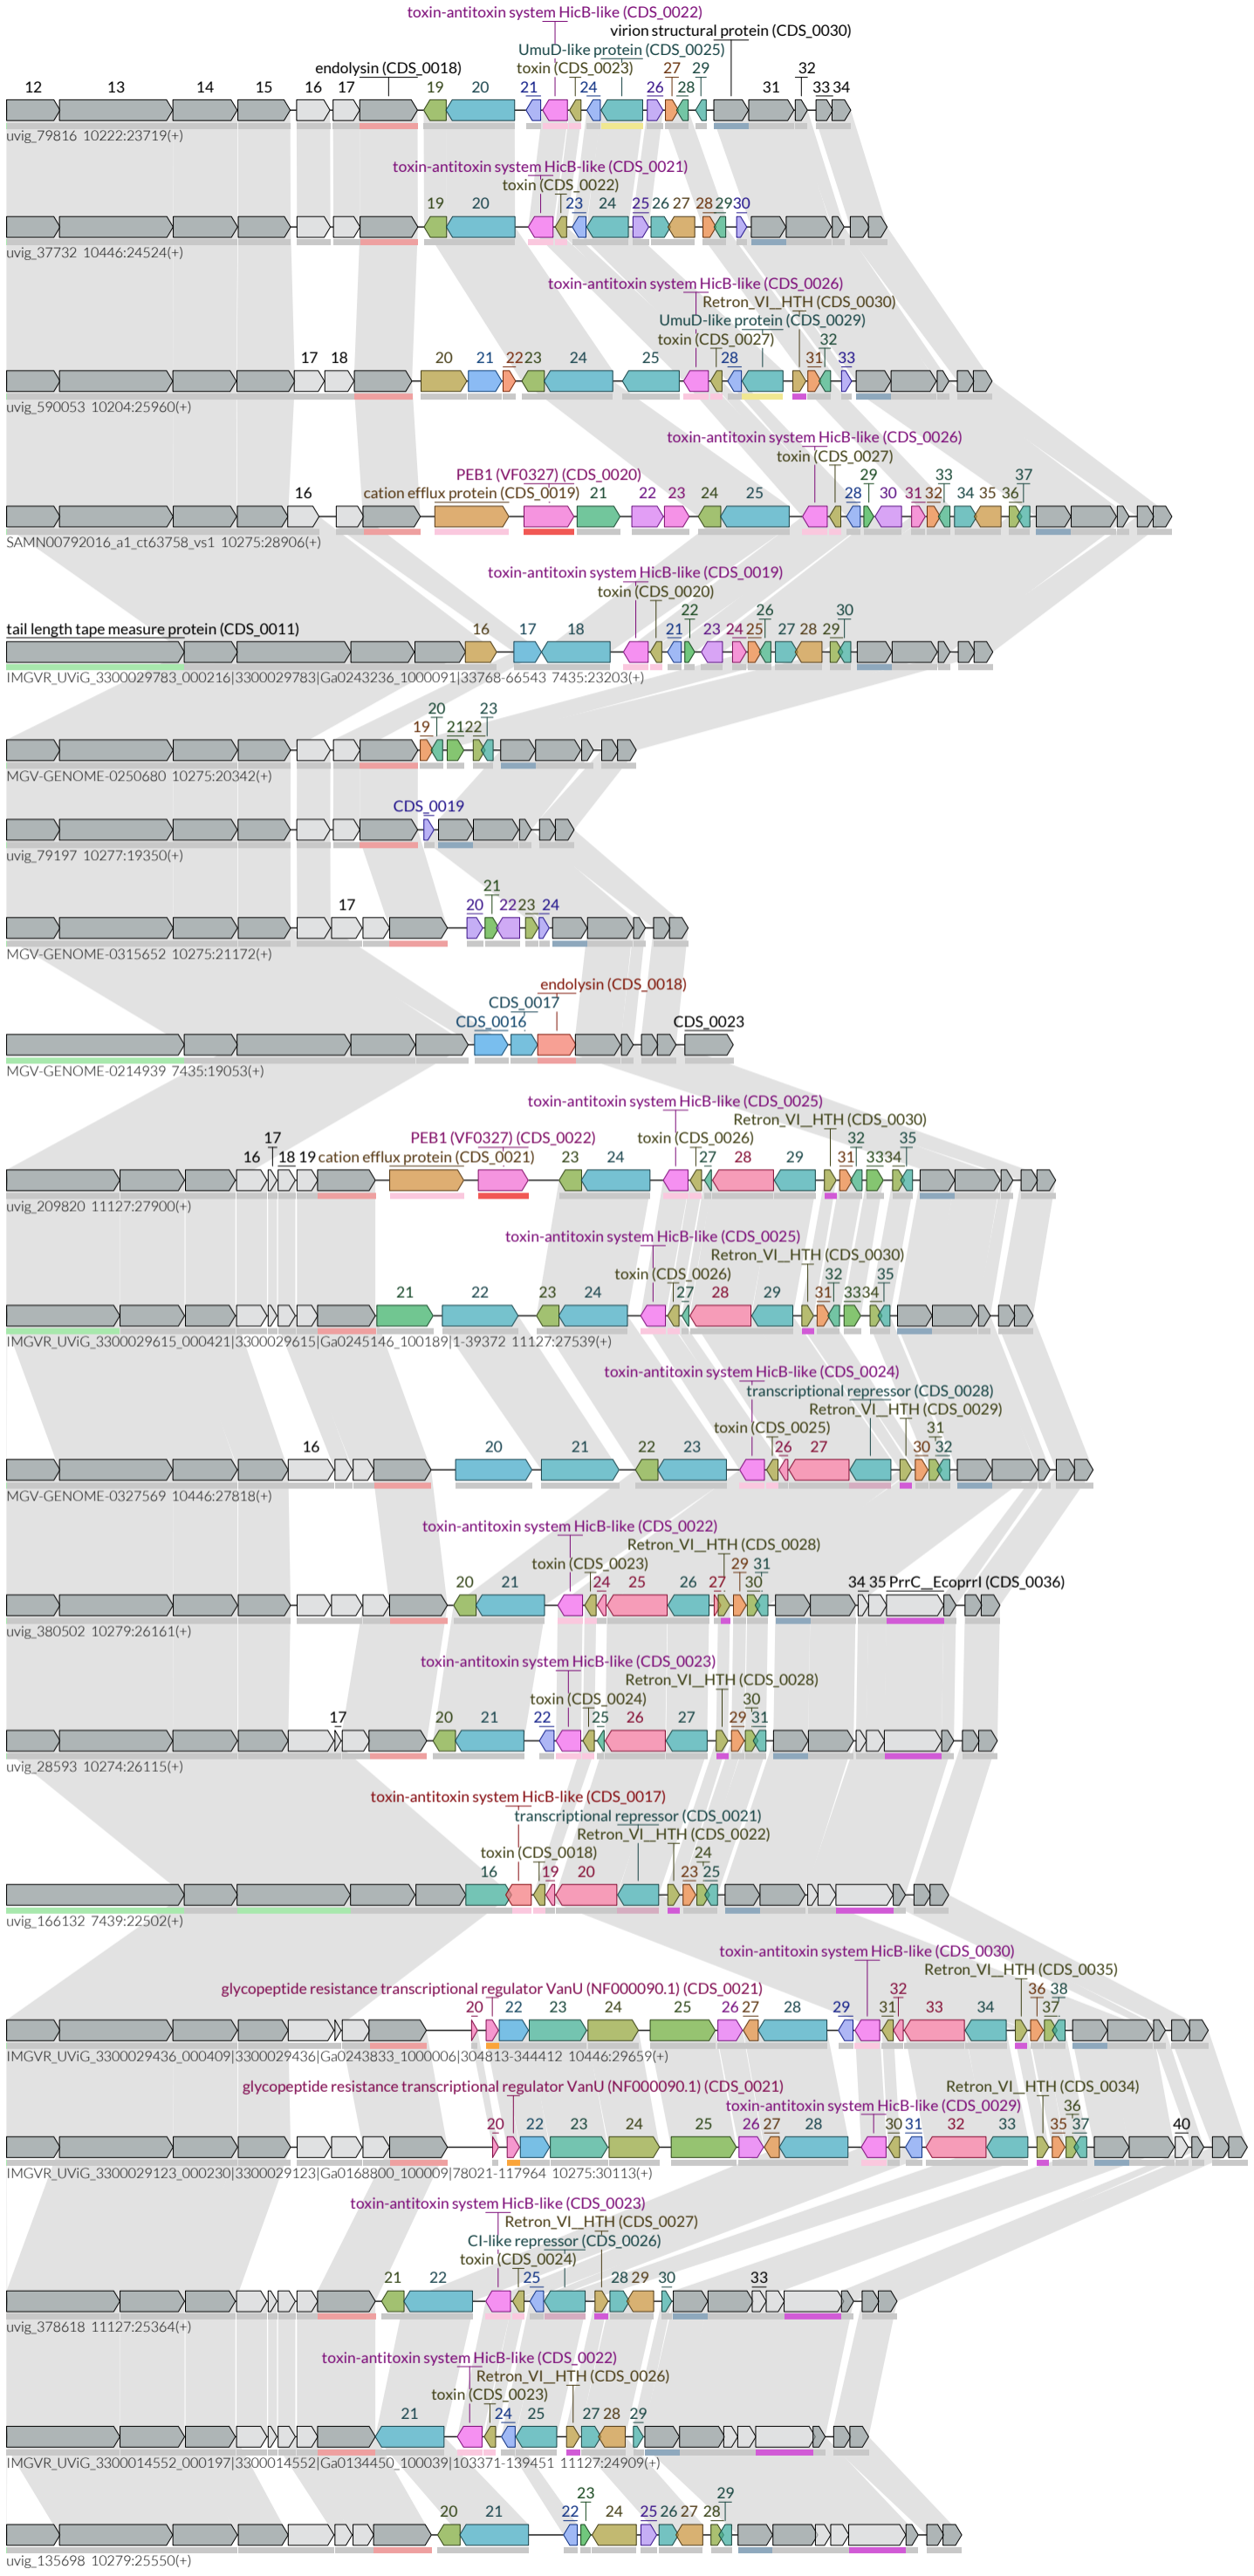 toxin-antitoxin system HicB-like (CDS_0022)
virion structural protein (CDS_0030)
UmuD-like protein (CDS_0025)
endolysin (CDS_0018) toxin (CDS_0023) 27 29 32
12 13 14 15 16 17 19 20 21 24 26 28 31 33 34
uvig_79816 10222:23719(+)
toxin-antitoxin system HicB-like (CDS_0021)
toxin (CDS_0022)
19 20 23 24 25 26 27 28 29 30
uvig_37732 10446:24524(+)
toxin-antitoxin system HicB-like (CDS_0026)
Retron_VI__HTH (CDS_0030)
UmuD-like protein (CDS_0029)
toxin (CDS_0027) 32
17 18 20 21 22 23 24 25 28 31 33
uvig_590053 10204:25960(+)
toxin-antitoxin system HicB-like (CDS_0026)
toxin (CDS_0027)
PEB1 (VF0327) (CDS_0020) 29 33 37
16 cation efflux protein (CDS_0019) 21 22 23 24 25 28 30 31 32 34 35 36
SAMN00792016_a1_ct63758_vs1 10275:28906(+)
toxin-antitoxin system HicB-like (CDS_0019)
toxin (CDS_0020)
22 26 30
tail length tape measure protein (CDS_0011) 16 17 18 21 23 24 25 27 28 29
IMGVR_UViG_3300029783_000216|3300029783|Ga0243236_1000091|33768-66543 7435:23203(+)
20 23
19 21 22
MGV-GENOME-0250680 10275:20342(+)
CDS_0019
uvig_79197 10277:19350(+)
21
17 20 22 23 24
MGV-GENOME-0315652 10275:21172(+)
endolysin (CDS_0018)
CDS_0017
CDS_0016 CDS_0023
MGV-GENOME-0214939 7435:19053(+)
toxin-antitoxin system HicB-like (CDS_0025)
Retron_VI__HTH (CDS_0030)
17 PEB1 (VF0327) (CDS_0022) toxin (CDS_0026) 32 35
16 18 19 cation efflux protein (CDS_0021) 23 24 27 28 29 31 33 34
uvig_209820 11127:27900(+)
toxin-antitoxin system HicB-like (CDS_0025)
Retron_VI__HTH (CDS_0030)
toxin (CDS_0026) 32 35
21 22 23 24 27 28 29 31 33 34
IMGVR_UViG_3300029615_000421|3300029615|Ga0245146_100189|1-39372 11127:27539(+)
toxin-antitoxin system HicB-like (CDS_0024)
transcriptional repressor (CDS_0028)
Retron_VI__HTH (CDS_0029)
toxin (CDS_0025) 31
16 20 21 22 23 26 27 30 32
MGV-GENOME-0327569 10446:27818(+)
toxin-antitoxin system HicB-like (CDS_0022)
Retron_VI__HTH (CDS_0028)
toxin (CDS_0023) 29 31
20 21 24 25 26 27 30 34 35 PrrC__EcoprrI (CDS_0036)
uvig_380502 10279:26161(+)
toxin-antitoxin system HicB-like (CDS_0023)
Retron_VI__HTH (CDS_0028)
toxin (CDS_0024) 30
17 20 21 22 25 26 27 29 31
uvig_28593 10274:26115(+)
toxin-antitoxin system HicB-like (CDS_0017)
transcriptional repressor (CDS_0021)
Retron_VI__HTH (CDS_0022)
toxin (CDS_0018) 24
16 19 20 23 25
uvig_166132 7439:22502(+)
toxin-antitoxin system HicB-like (CDS_0030)
Retron_VI__HTH (CDS_0035)
glycopeptide resistance transcriptional regulator VanU (NF000090.1) (CDS_0021) 32 36 38
20 22 23 24 25 26 27 28 29 31 33 34 37
IMGVR_UViG_3300029436_000409|3300029436|Ga0243833_1000006|304813-344412 10446:29659(+)
glycopeptide resistance transcriptional regulator VanU (NF000090.1) (CDS_0021) Retron_VI__HTH (CDS_0034)
toxin-antitoxin system HicB-like (CDS_0029) 36
20 22 23 24 25 26 27 28 30 31 32 33 35 37 40
IMGVR_UViG_3300029123_000230|3300029123|Ga0168800_100009|78021-117964 10275:30113(+)
toxin-antitoxin system HicB-like (CDS_0023)
Retron_VI__HTH (CDS_0027)
CI-like repressor (CDS_0026)
toxin (CDS_0024)
21 22 25 28 29 30 33
uvig_378618 11127:25364(+)
toxin-antitoxin system HicB-like (CDS_0022)
Retron_VI__HTH (CDS_0026)
toxin (CDS_0023)
21 24 25 27 28 29
IMGVR_UViG_3300014552_000197|3300014552|Ga0134450_100039|103371-139451 11127:24909(+)
23 29
20 21 22 24 25 26 27 28
uvig_135698 10279:25550(+)